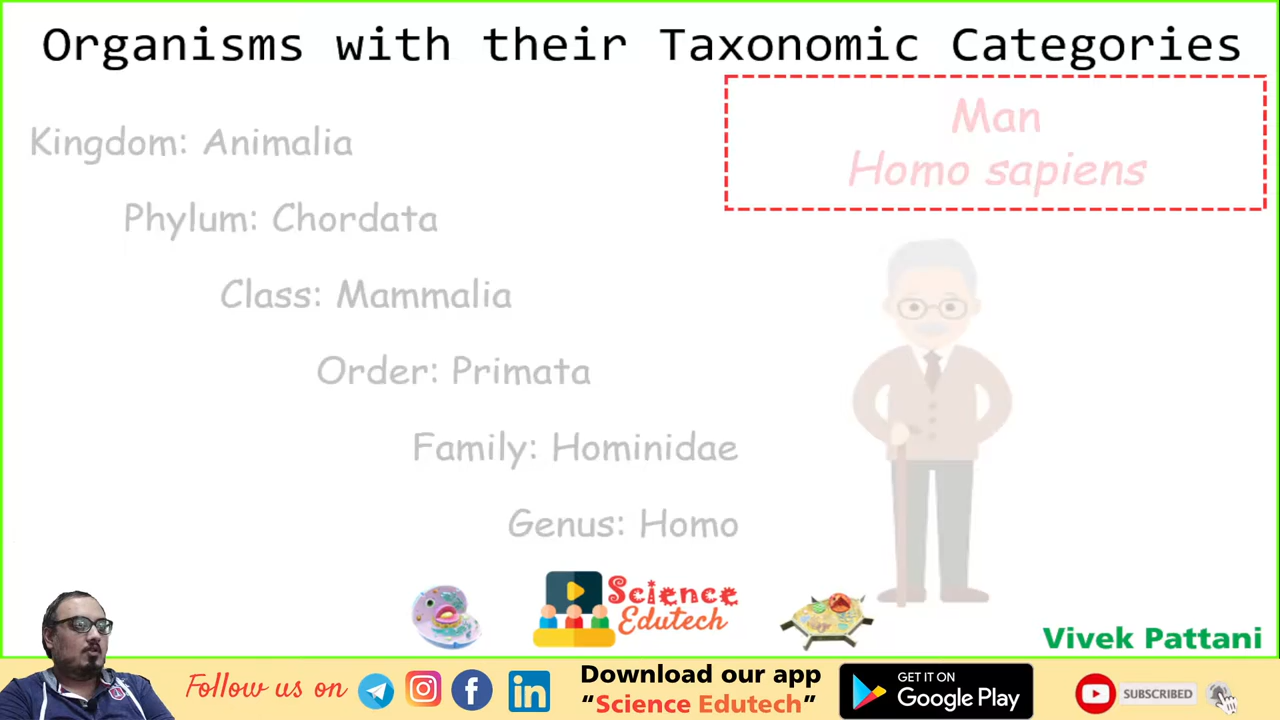 Organisms with their Taxonomic Categories
Man
Homo sapiens
Kingdom: Animalia
Phylum: Chordata
Class: Mammalia
Order: Primata
Family: Hominidae
Genus: Homo
Science
Edutech
Vivek Pattani
Follow us on
Download our app
“Science Edutech”
GET IT ON
Google Play
SUBSCRIBED